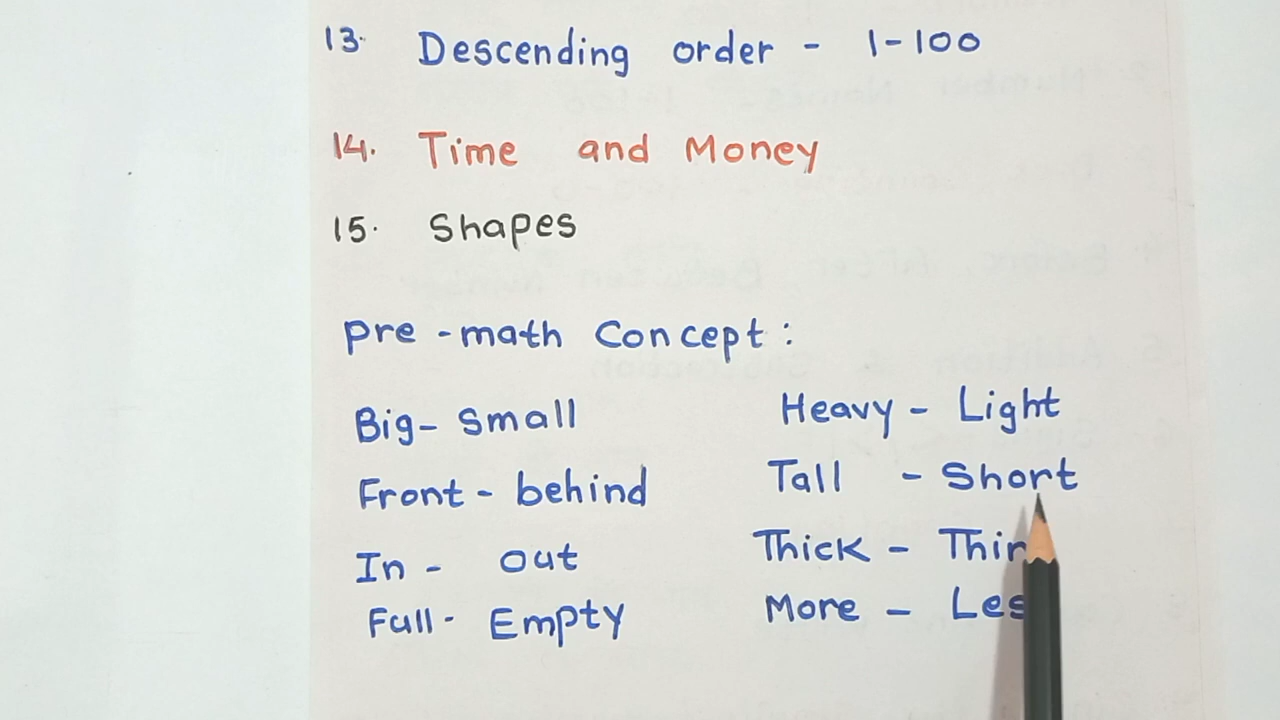 13. Descending order - 1-100
14. Time and Money
15. Shapes
Pre-math Concept:
Big- Small
Front- behind
In - Out
Full- Empty
Heavy - Light
Tall - Short
Thick -
More -